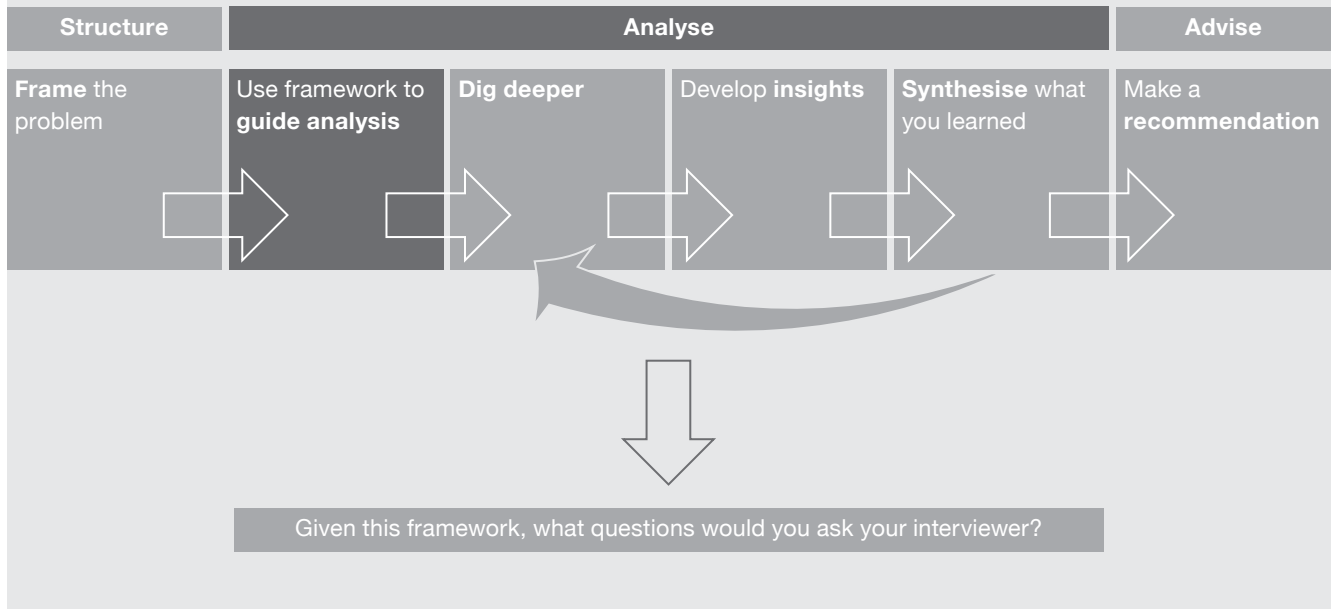 Structure
Analyse
Advise
Frame the
problem
Use framework to
guide analysis
Dig deeper
Develop insights
Synthesise what
you learned
Make a
recommendation
Given this framework, what questions would you ask your interviewer?